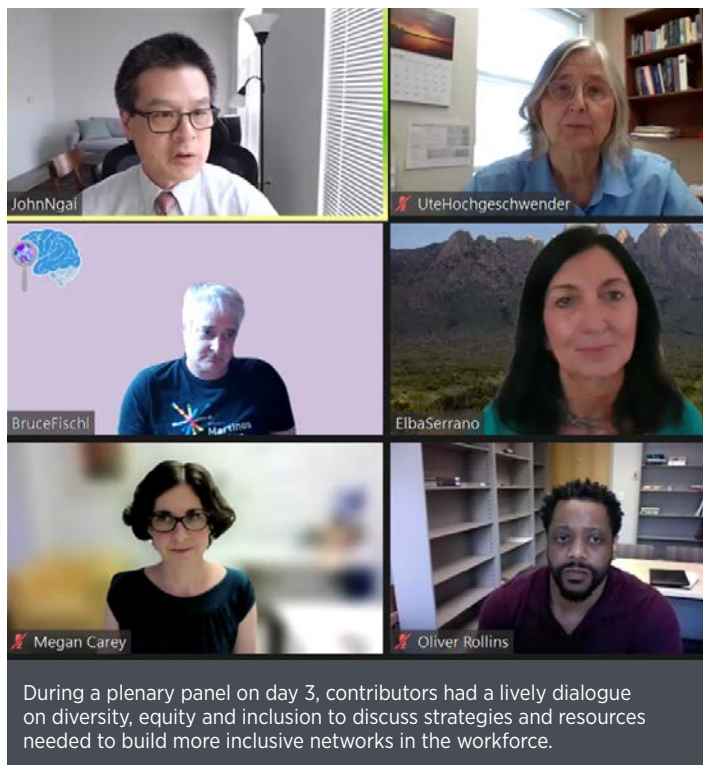 JohnNgai
UteHochgeschwender
BruceFischl
Martinos
ElbaSerrano
Megan Carey
Oliver Rollins
During a plenary panel on day 3, contributors had a lively dialogue
on diversity, equity and inclusion to discuss strategies and resources
needed to build more inclusive networks in the workforce.